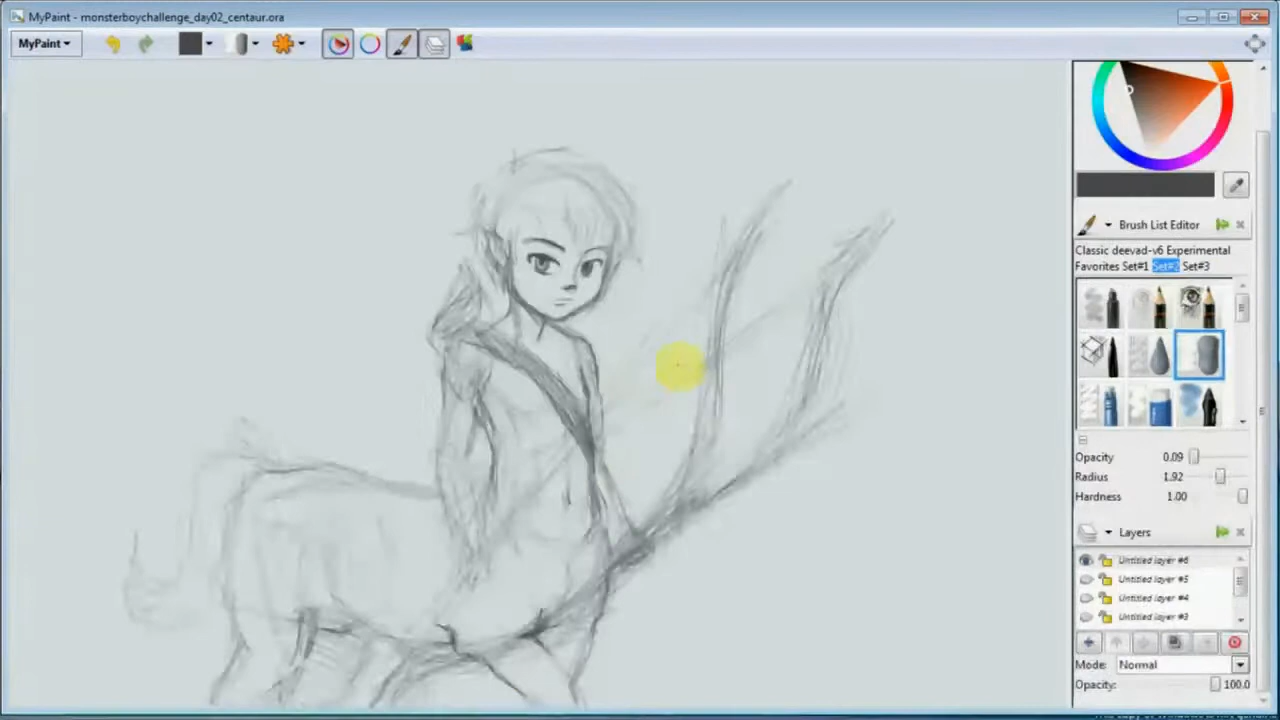 MyPaint - monsterboychallenge_day02_centaur.ora
MyPaint
Brush List Editor
Classic deevad-v6 Experimental
Favorites Set#1 Set#2 Set#3
Opacity 0.09
Radius 1.92
Hardness 1.00
Layers
Untitled layer #6
Untitled layer #5
Untitled layer #4
Untitled layer #3
Mode: Normal
Opacity: 100.0